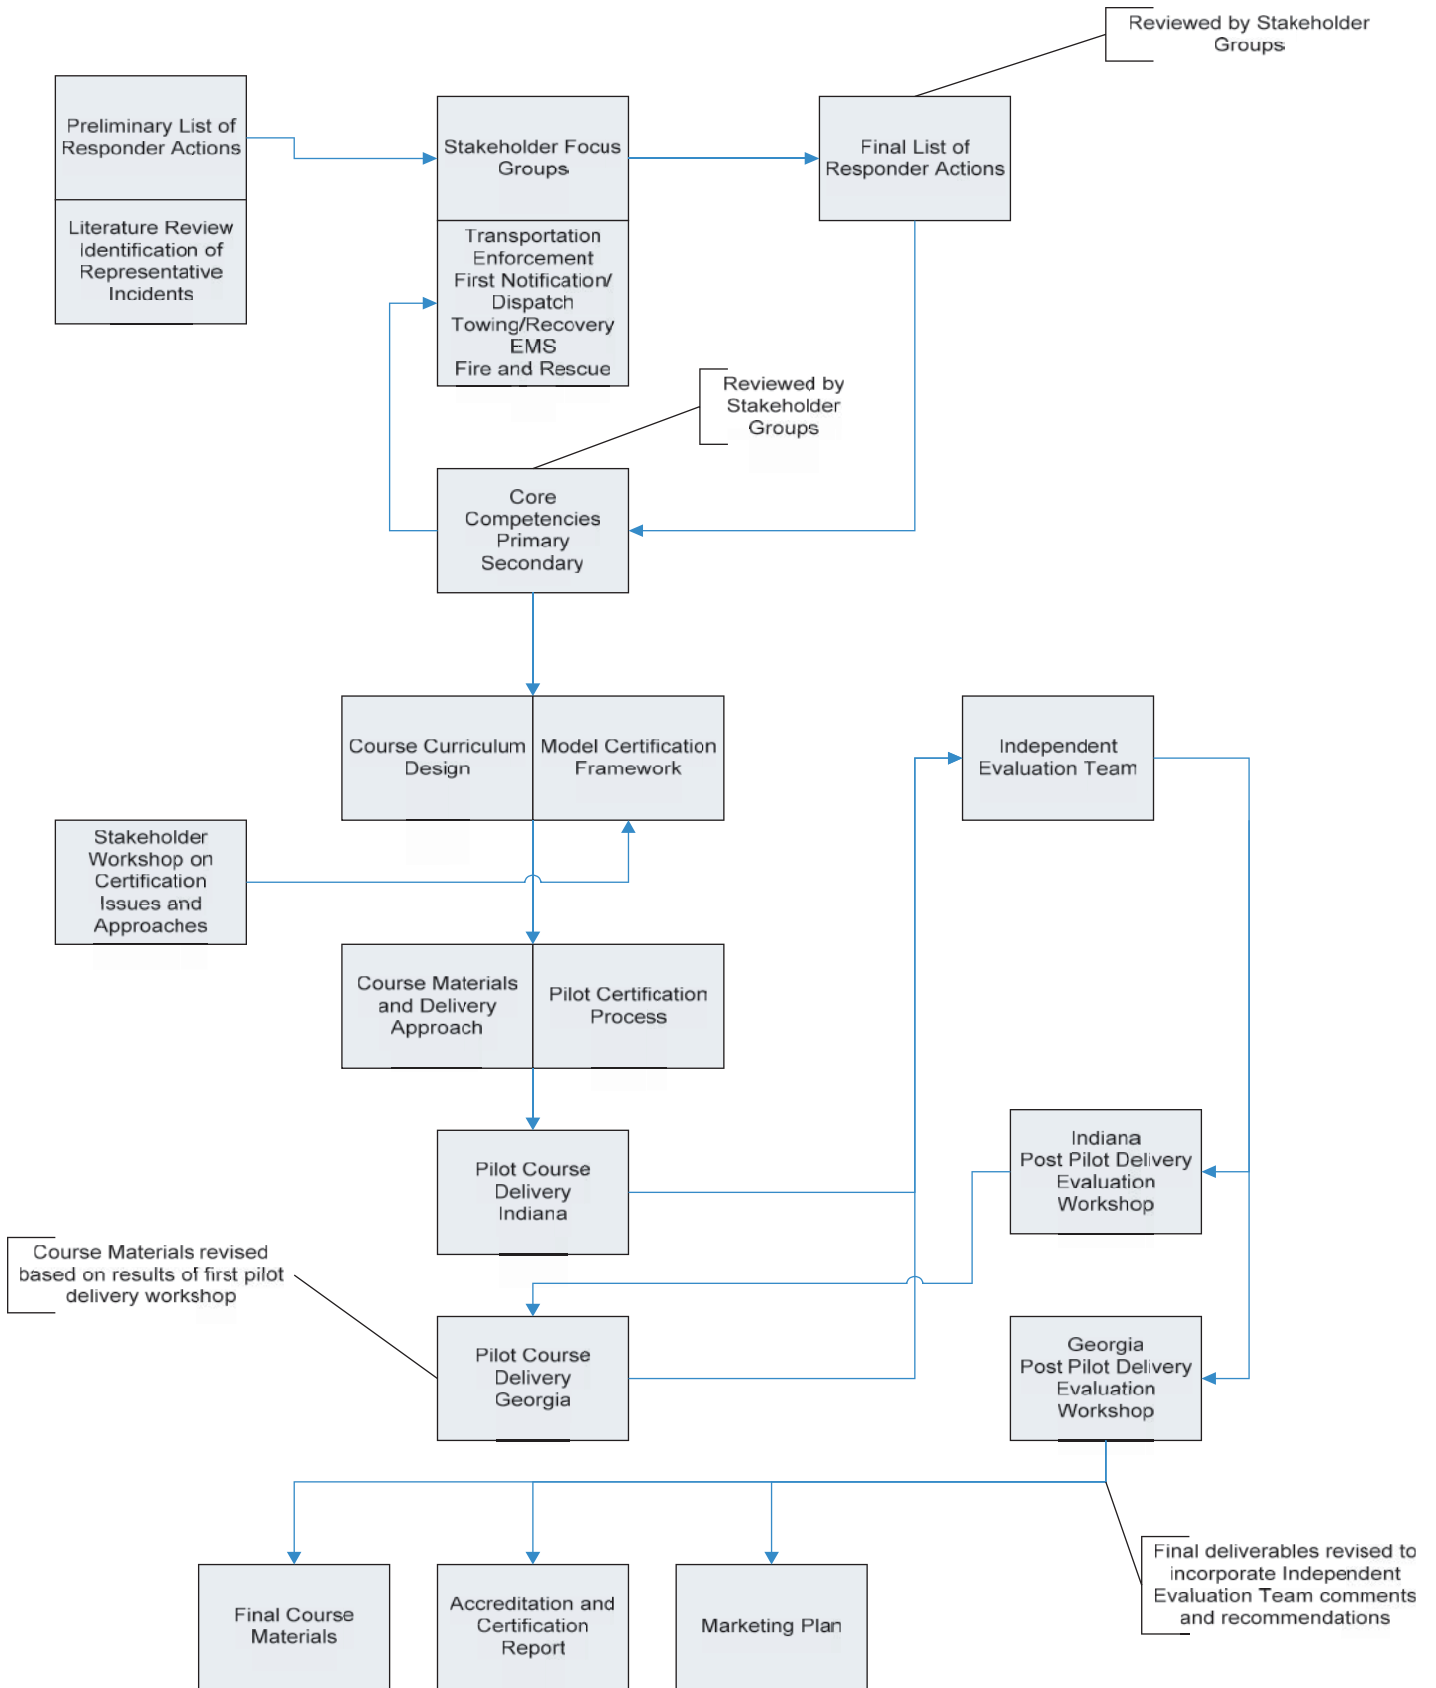 Reviewed by Stakeholder
Groups
Preliminary List of
Responder Actions
Literature Review
Identification of
Representative
Incidents
Stakeholder Focus
Groups
Transportation
Enforcement
First Notification/
Dispatch
Towing/Recovery
EMS
Fire and Rescue
Final List of
Responder Actions
Reviewed by
Stakeholder
Groups
Core
Competencies
Primary
Secondary
Course Curriculum
Design
Model Certification
Framework
Independent
Evaluation Team
Stakeholder
Workshop on
Certification
Issues and
Approaches
Course Materials
and Delivery
Approach
Pilot Certification
Process
Pilot Course
Delivery
Indiana
Indiana
Post Pilot Delivery
Evaluation
Workshop
Course Materials revised
based on results of first pilot
delivery workshop
Pilot Course
Delivery
Georgia
Georgia
Post Pilot Delivery
Evaluation
Workshop
Final Course
Materials
Accreditation and
Certification
Report
Marketing Plan
Final deliverables revised to
incorporate Independent
Evaluation Team comments
and recommendations